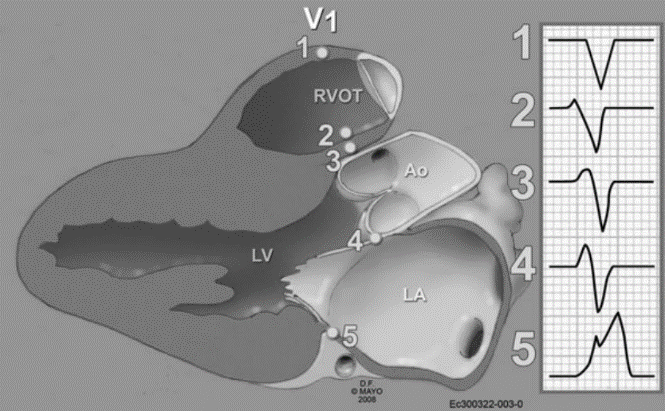 V1
1
RVOT
2
3
Ao
4
LV
LA
5
D.F.
© MAYO
2008
1
2
3
4
5
Ec300322-003-0